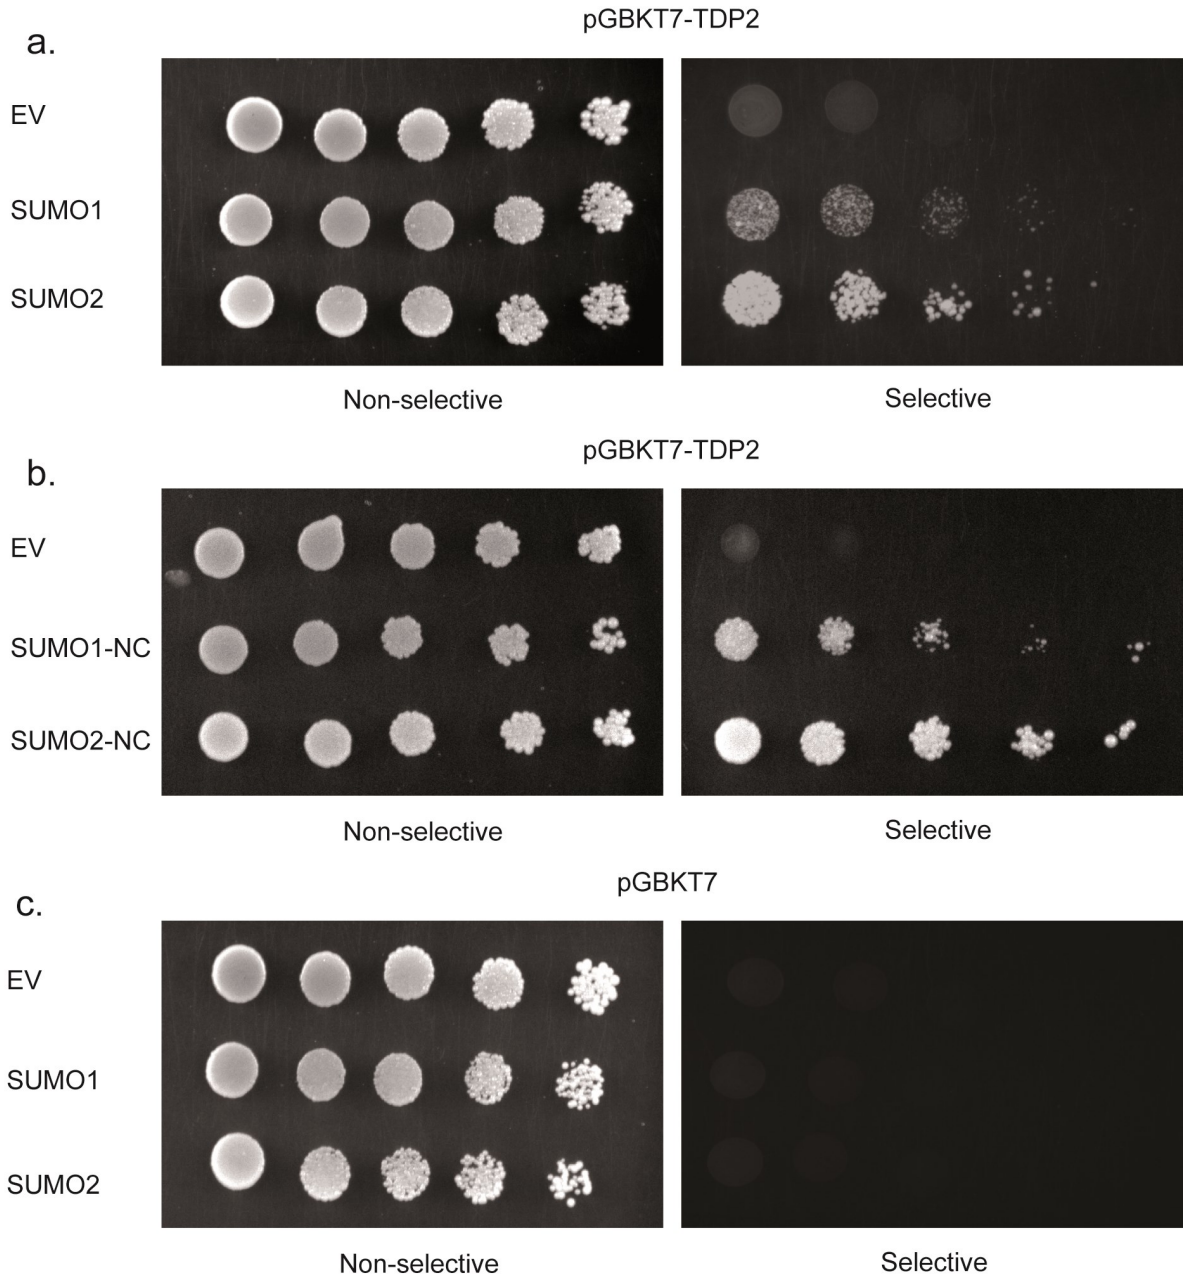 pGBKT7-TDP2
a.
EV
SUMO1
SUMO2
Non-selective
Selective
pGBKT7-TDP2
b.
EV
SUMO1-NC
SUMO2-NC
Non-selective
Selective
pGBKT7
c.
EV
SUMO1
SUMO2
Non-selective
Selective